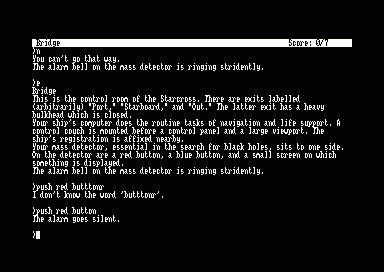 Bridge Score: 0/7
>n
You can't go that way.
The alarm bell on the mass detector is ringing stridently.
>e
Bridge
This is the control room of the Starcross. There are exits labelled
(arbitrarily) "Port," "Starboard," and "Out." The latter exit has a heavy
bulkhead which is closed.
Your ship's computer does the routine tasks of navigation and life support. A
control couch is mounted before a control panel and a large viewport. The
ship's registration is affixed nearby.
Your mass detector, essential in the search for black holes, sits to one side.
On the detector are a red button, a blue button, and a small screen on which
something is displayed.
The alarm bell on the mass detector is ringing stridently.
>push red butttonr
I don't know the word 'butttonr'.
>push red button
The alarm goes silent.
>